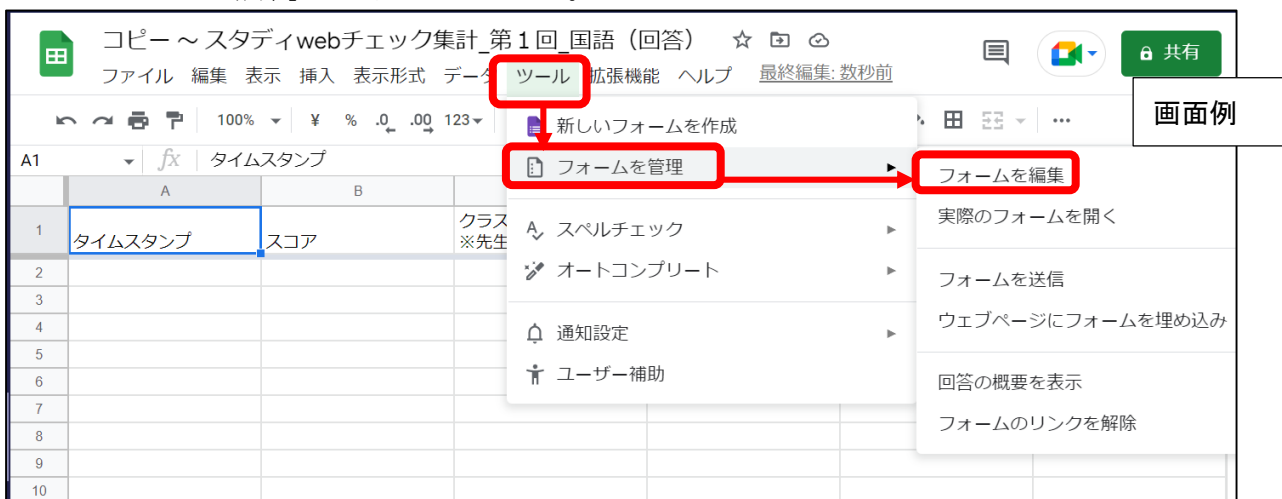 コピー ～ スタディwebチェック集計_第１回_国語（回答）
ファイル 編集 表示 挿入 表示形式 データ ツール 拡張機能 ヘルプ 最終編集: 数秒前
共有
画面例
100% ¥ % .0 .00 123
A1 fx タイムスタンプ
A B
1 タイムスタンプ スコア クラス
※先生
2
3
4
5
6
7
8
9
10
新しいフォームを作成
フォームを管理
スペルチェック
オートコンプリート
通知設定
ユーザー補助
フォームを編集
実際のフォームを開く
フォームを送信
ウェブページにフォームを埋め込み
回答の概要を表示
フォームのリンクを解除